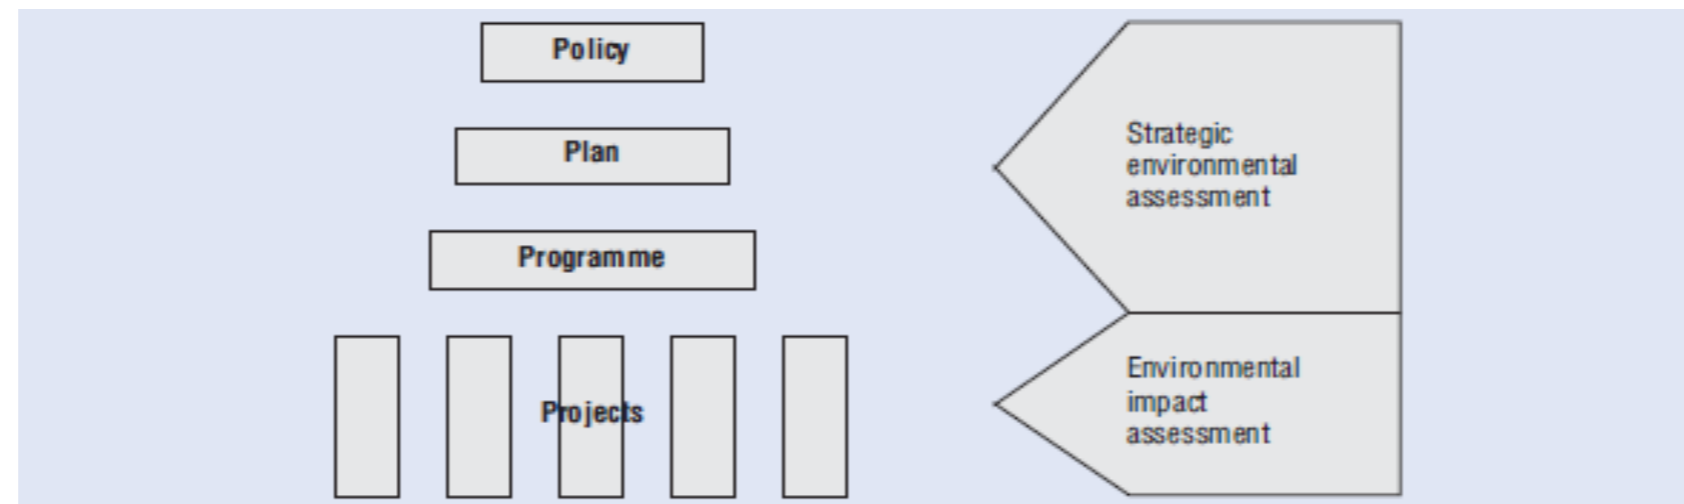 Policy
Plan
Programme
Projects
Strategic
environmental
assessment
Environmental
impact
assessment